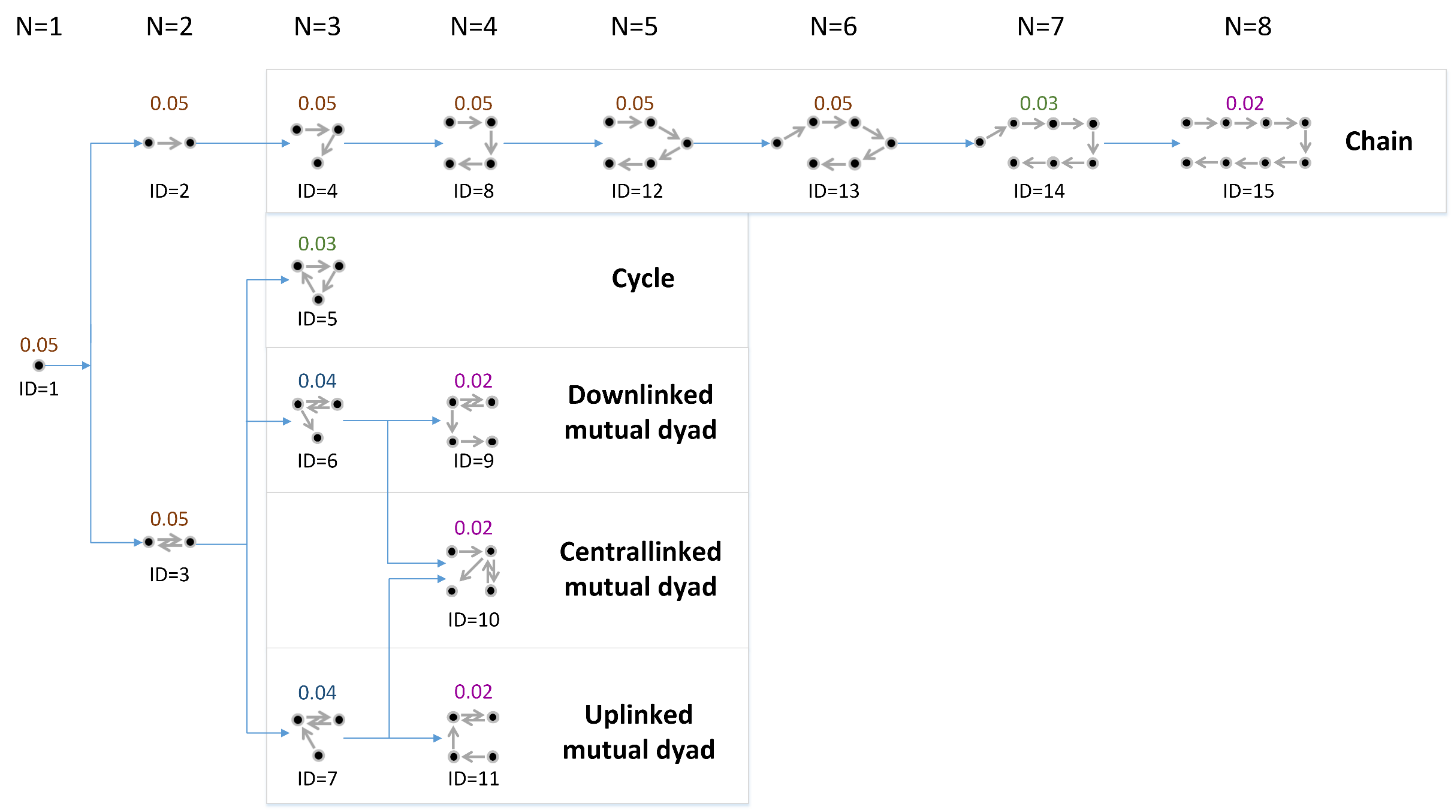 N=1 N=2 N=3 N=4 N=5 N=6 N=7 N=8
0.05 0.05 0.05 0.05 0.05 0.03 0.02
Chain
ID=2 ID=4 ID=8 ID=12 ID=13 ID=14 ID=15
0.03
Cycle
ID=5
0.05
ID=1
0.04 0.02
Downlinked
mutual dyad
ID=6 ID=9
0.05
ID=3
0.02
Centrallinked
mutual dyad
ID=10
0.04 0.02
Uplinked
mutual dyad
ID=7 ID=11